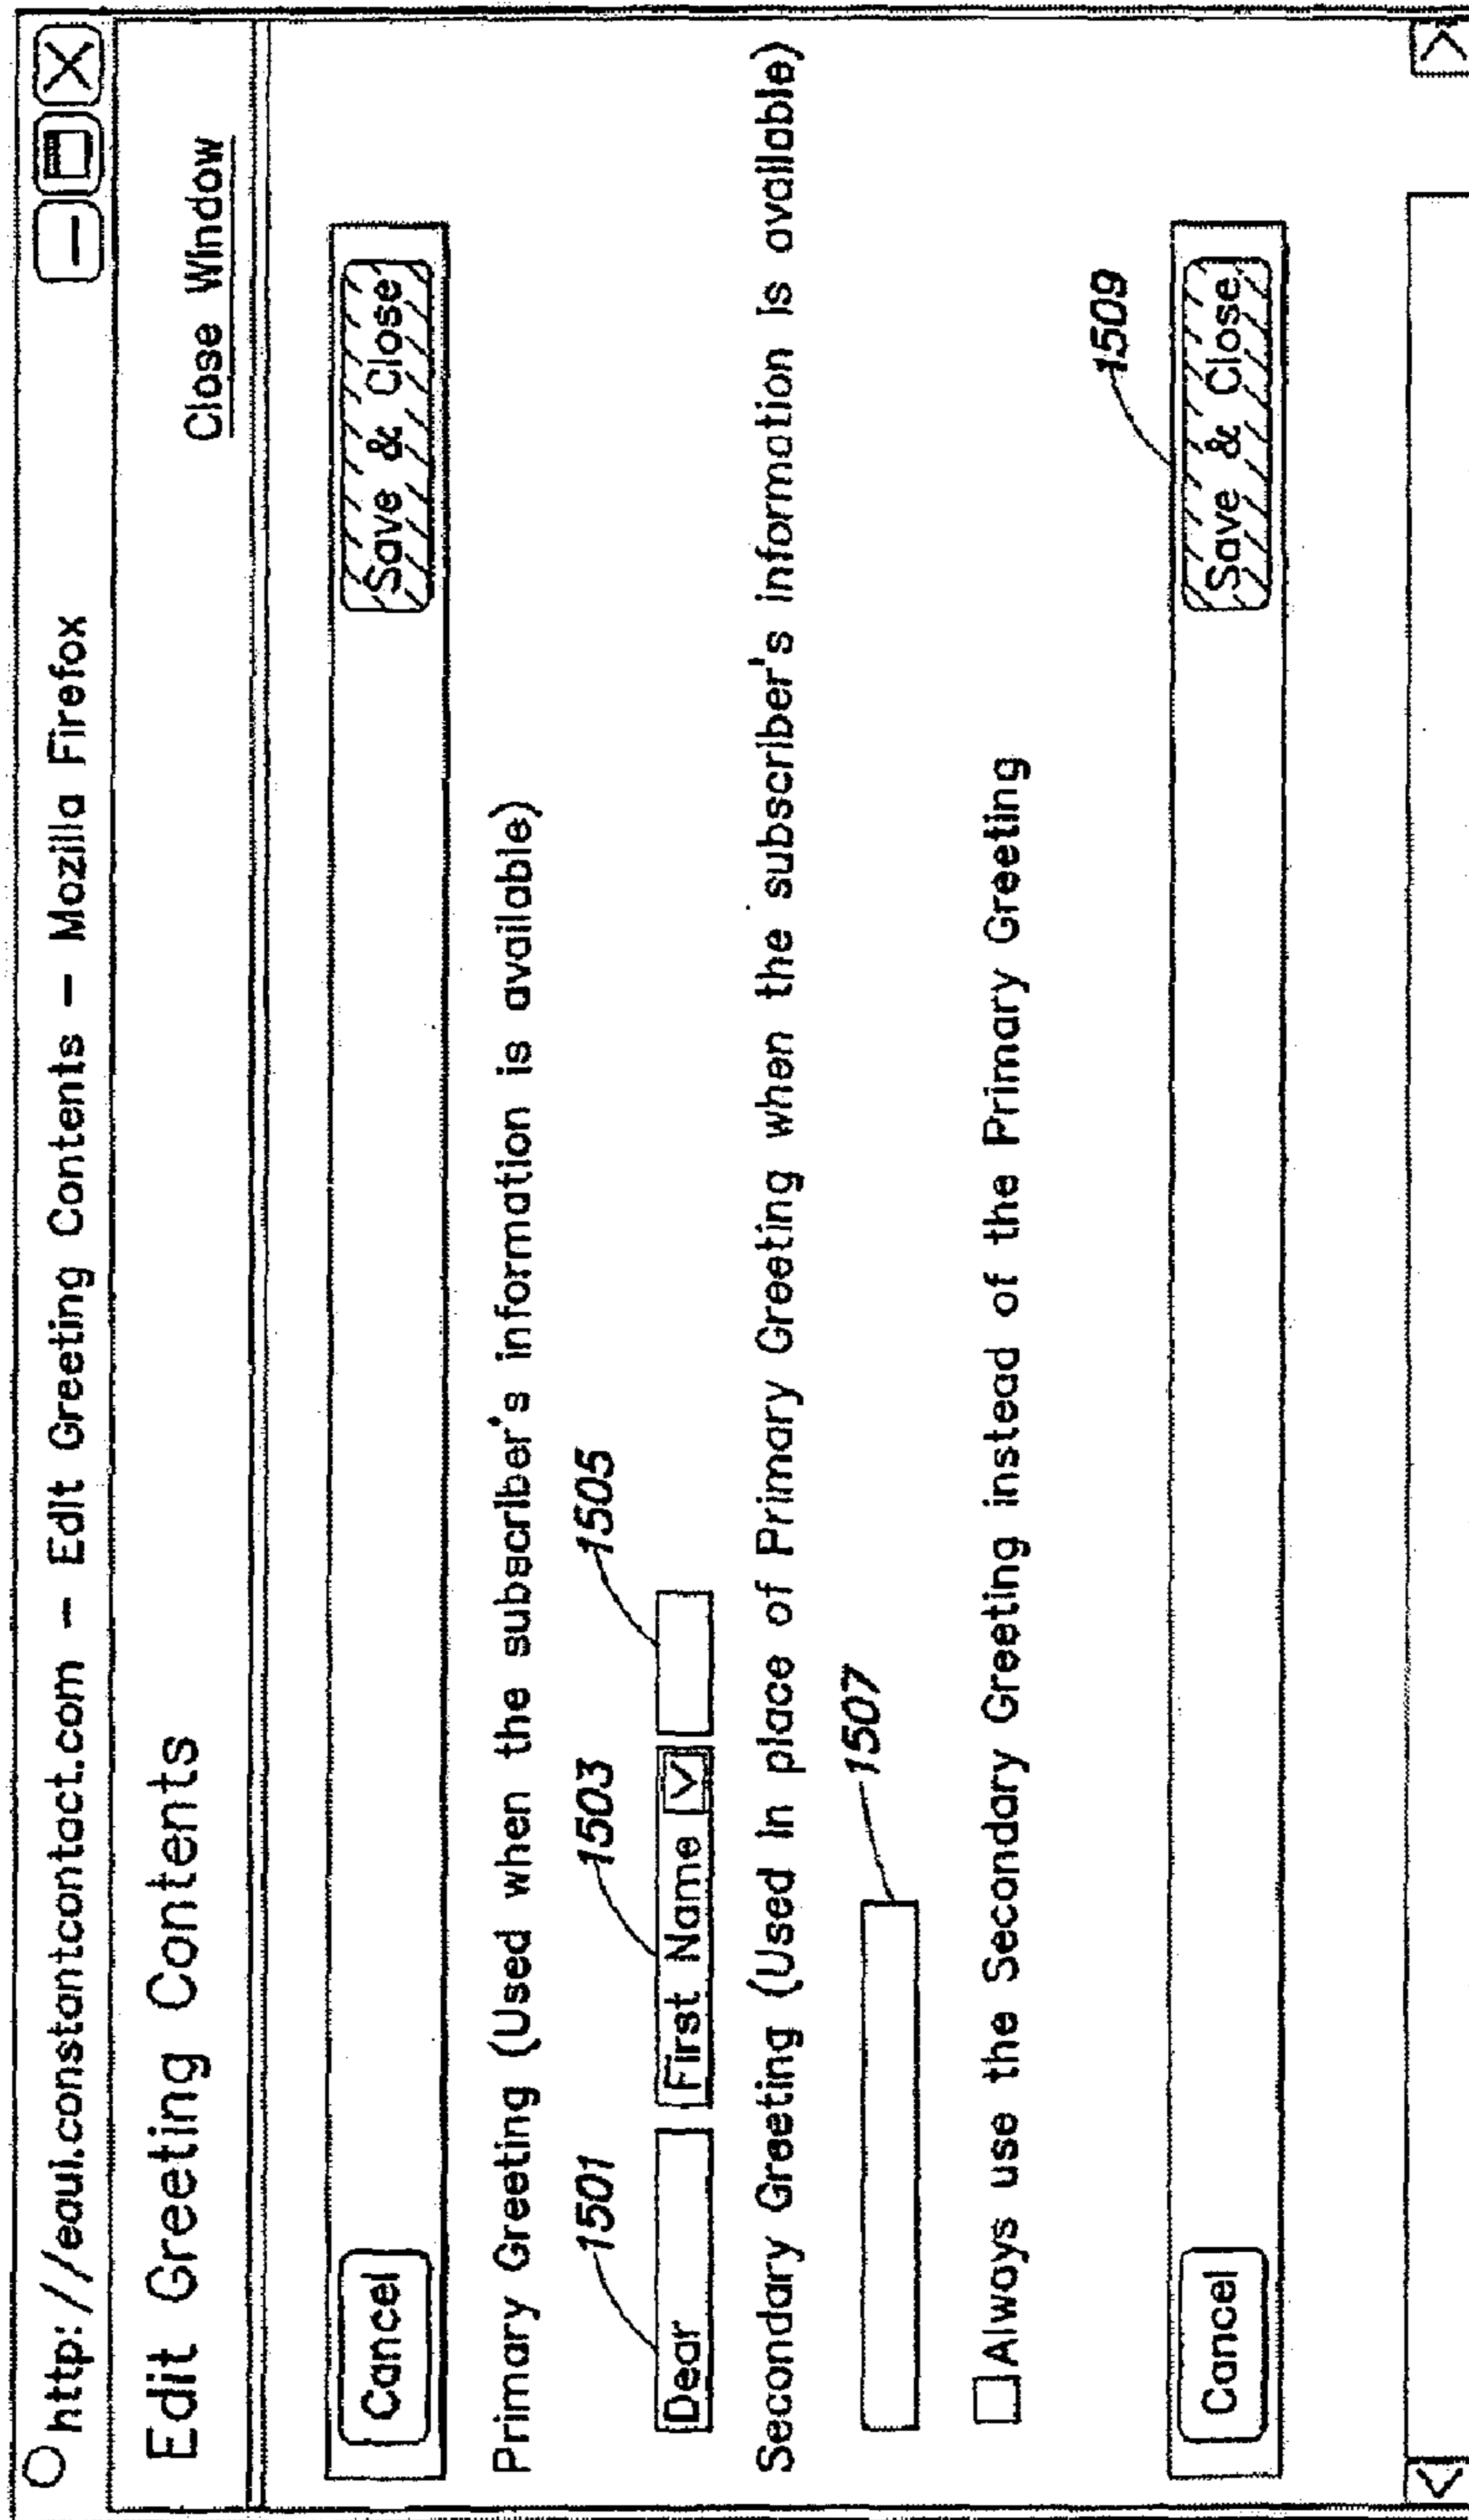 http://eaui.constantcontact.com – Edit Greeting Contents – Mozilla Firefox
Edit Greeting Contents
Close Window
Cancel Save & Close
Primary Greeting (Used when the subscriber's information is available)
1501 1503 1505
Dear First Name
Secondary Greeting (Used in place of Primary Greeting when the subscriber's information is available)
1507
Always use the Secondary Greeting instead of the Primary Greeting
1509
Cancel Save & Close